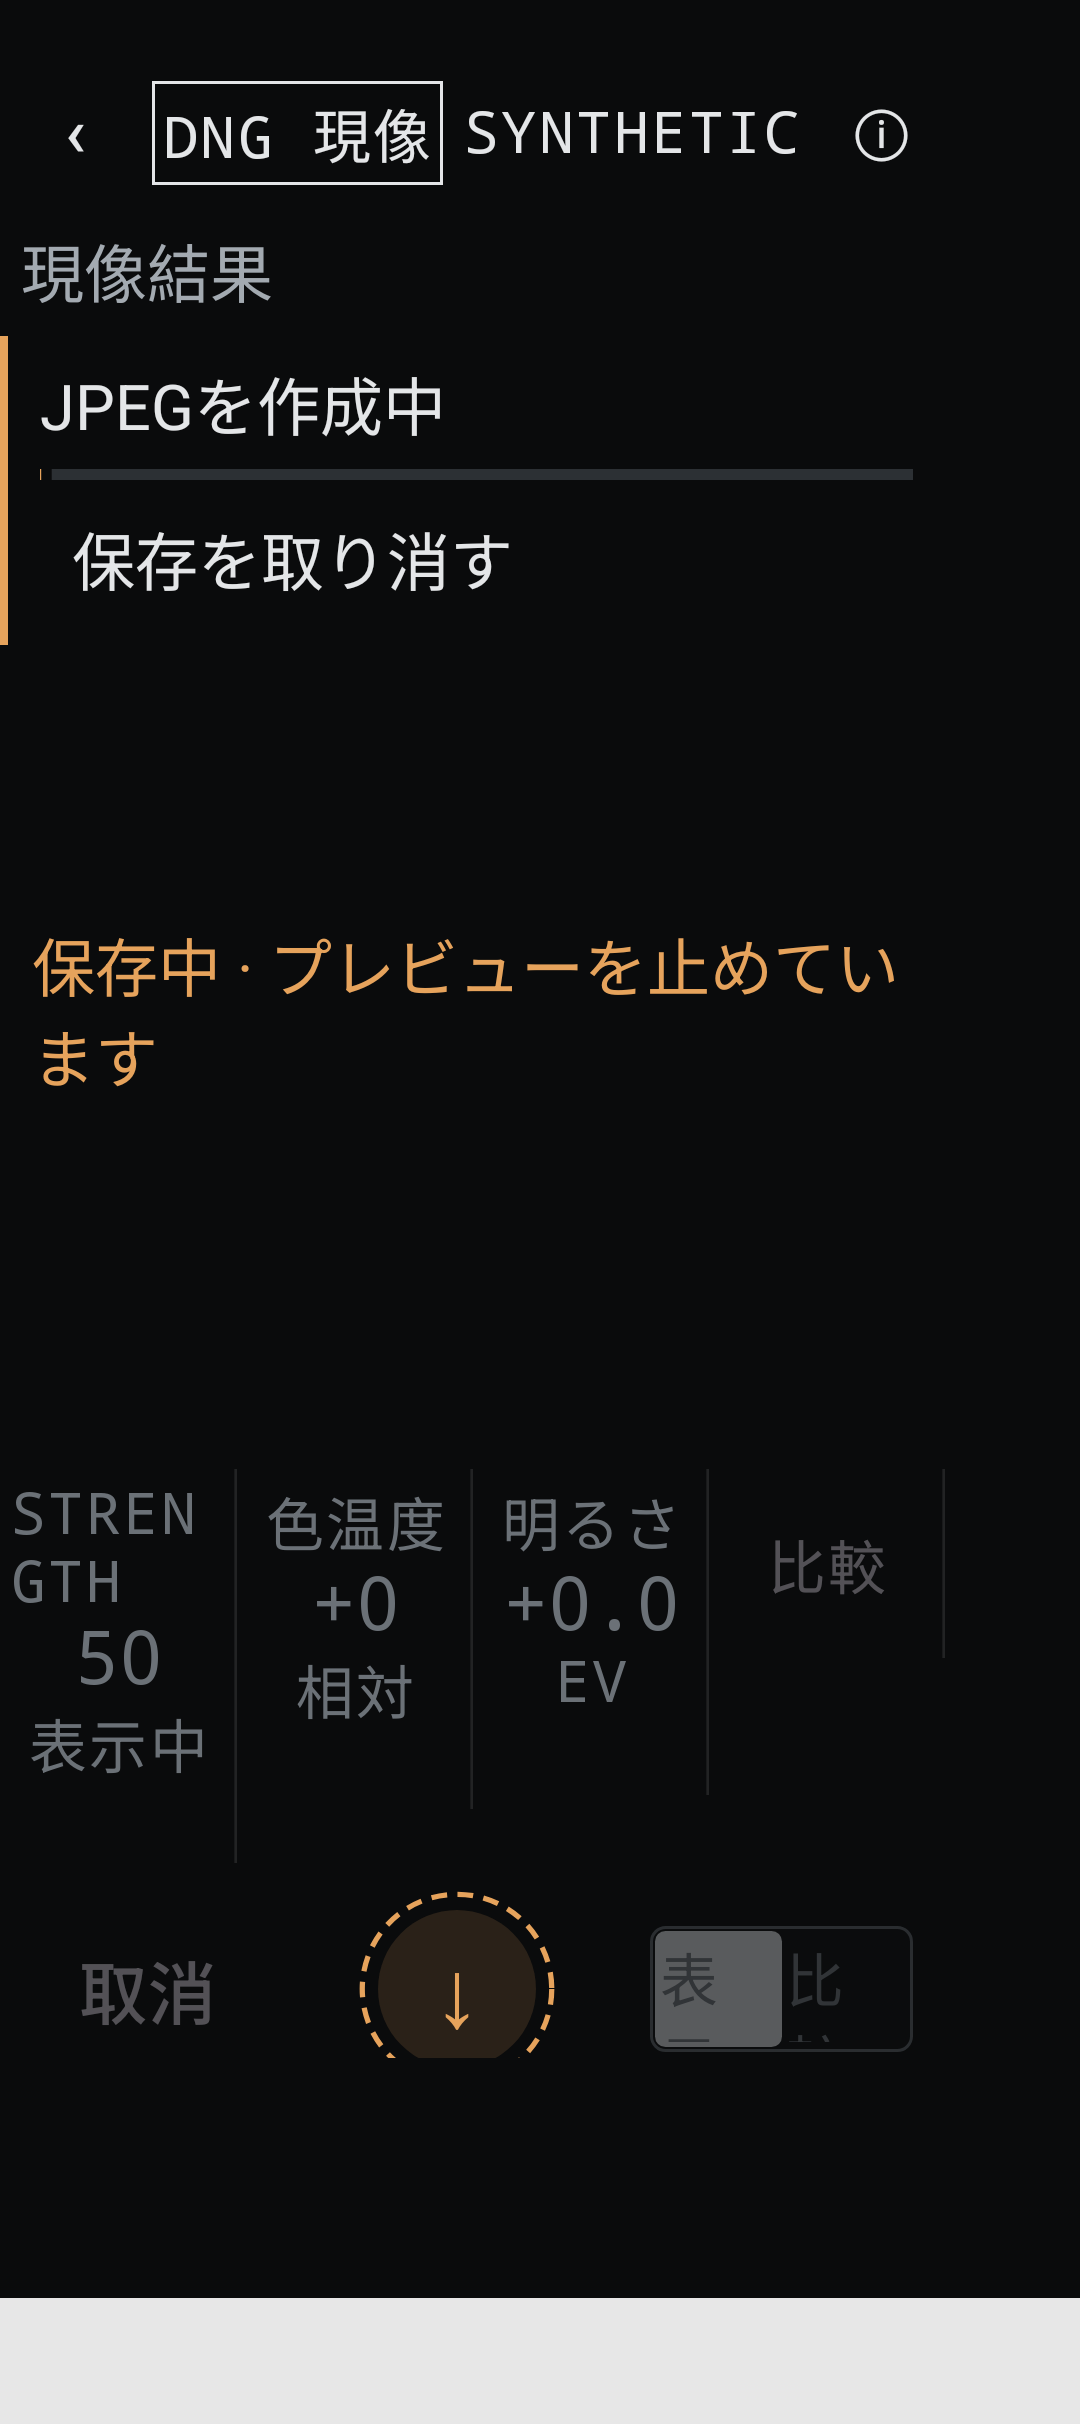 ‹ DNG 現像 SYNTHETIC ⓘ
現像結果
JPEGを作成中
保存を取り消す
保存中 · プレビューを止めてい
ます
STREN
GTH
50
表示中
色温度
+0
相対
明るさ
+0.0
EV
比較
取消
↓
表
比